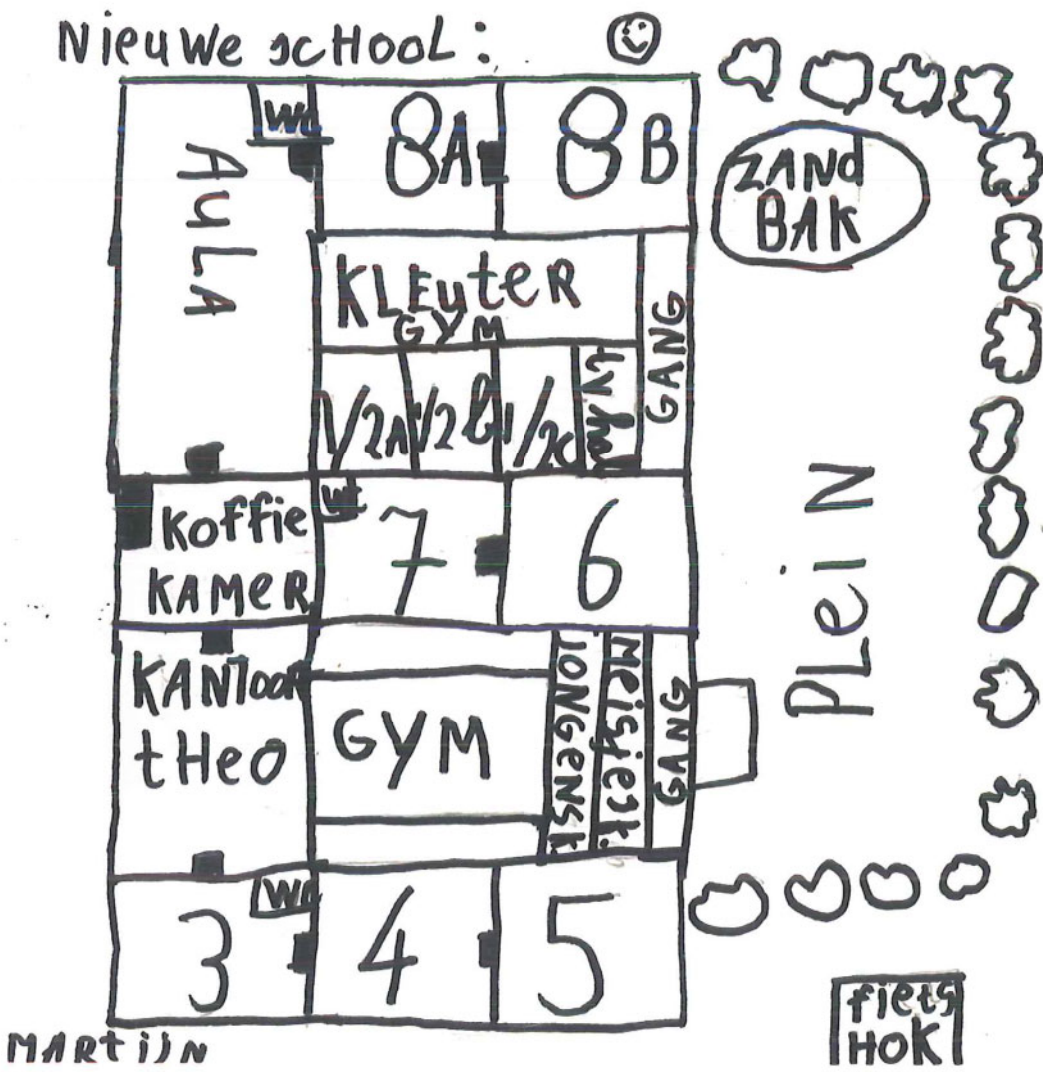 Nieuwe scHooL:
WC
8A
8B
AuLA
ZANd
BAK
KLEuteR
GYM
GANG
1/2A
1/2B
1/2C
Koffie
KAMeR
WC
7
6
PLeiN
KANToor
tHeo
GYM
JONGeNSk.
MeisjeSk.
GANG
WC
3
4
5
fietS
HOK
MARtijN